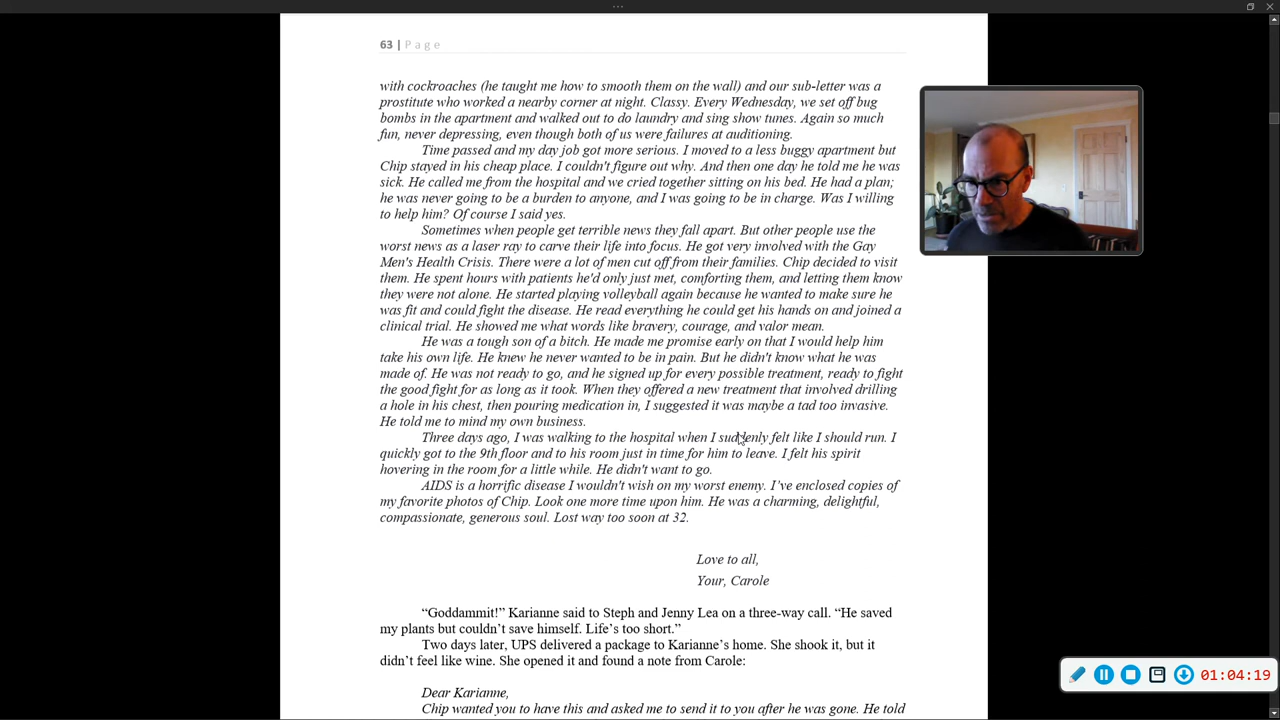 63 | Page
with cockroaches (he taught me how to smooth them on the wall) and our sub-letter was a
prostitute who worked a nearby corner at night. Classy. Every Wednesday, we set off bug
bombs in the apartment and walked out to do laundry and sing show tunes. Again so much
fun, never depressing, even though both of us were failures at auditioning.
Time passed and my day job got more serious. I moved to a less buggy apartment but
Chip stayed in his cheap place. I couldn't figure out why. And then one day he told me he was
sick. He called me from the hospital and we cried together sitting on his bed. He had a plan;
he was never going to be a burden to anyone, and I was going to be in charge. Was I willing
to help him? Of course I said yes.
Sometimes when people get terrible news they fall apart. But other people use the
worst news as a laser ray to carve their life into focus. He got very involved with the Gay
Men's Health Crisis. There were a lot of men cut off from their families. Chip decided to visit
them. He spent hours with patients he'd only just met, comforting them, and letting them know
they were not alone. He started playing volleyball again because he wanted to make sure he
was fit and could fight the disease. He read everything he could get his hands on and joined a
clinical trial. He showed me what words like bravery, courage, and valor mean.
He was a tough son of a bitch. He made me promise early on that I would help him
take his own life. He knew he never wanted to be in pain. But he didn't know what he was
made of. He was not ready to go, and he signed up for every possible treatment, ready to fight
the good fight for as long as it took. When they offered a new treatment that involved drilling
a hole in his chest, then pouring medication in, I suggested it was maybe a tad too invasive.
He told me to mind my own business.
Three days ago, I was walking to the hospital when I suddenly felt like I should run. I
quickly got to the 9th floor and to his room just in time for him to leave. I felt his spirit
hovering in the room for a little while. He didn't want to go.
AIDS is a horrific disease I wouldn't wish on my worst enemy. I've enclosed copies of
my favorite photos of Chip. Look one more time upon him. He was a charming, delightful,
compassionate, generous soul. Lost way too soon at 32.
Love to all,
Your, Carole
“Goddammit!” Karianne said to Steph and Jenny Lea on a three-way call. “He saved
my plants but couldn’t save himself. Life’s too short.”
Two days later, UPS delivered a package to Karianne’s home. She shook it, but it
didn’t feel like wine. She opened it and found a note from Carole:
Dear Karianne,
Chip wanted you to have this and asked me to send it to you after he was gone. He told
01:04:19